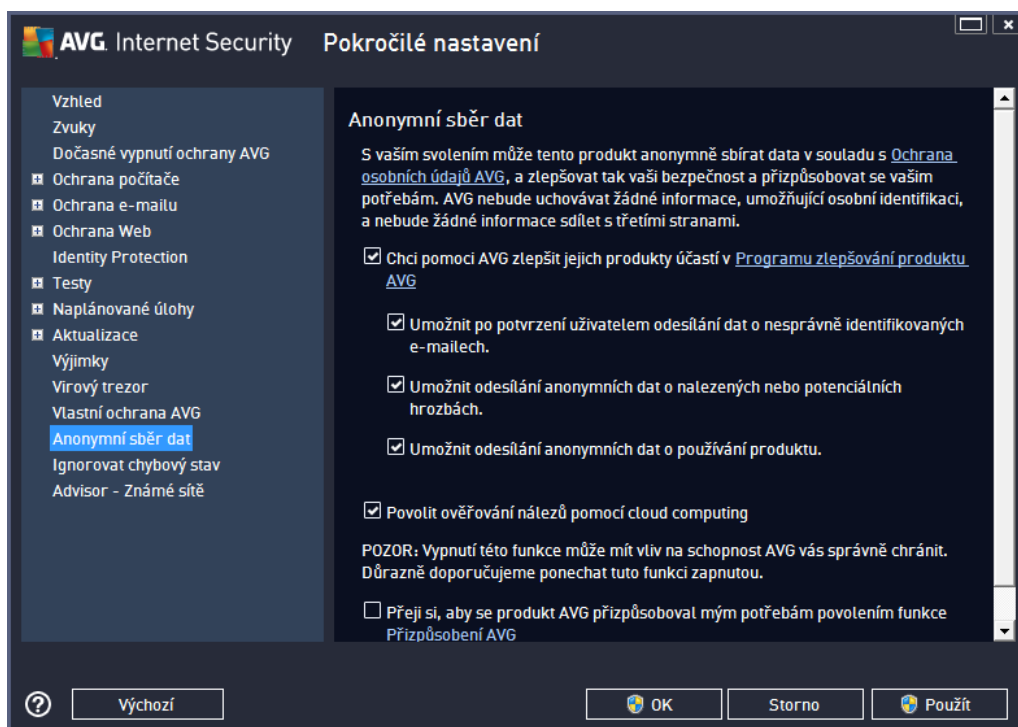 AVG. Internet Security Pokročilé nastavení
Vzhled
Zvuky
Dočasné vypnutí ochrany AVG
Ochrana počítače
Ochrana e-mailu
Ochrana Web
Identity Protection
Testy
Naplánované úlohy
Aktualizace
Výjimky
Virový trezor
Vlastní ochrana AVG
Anonymní sběr dat
Ignorovat chybový stav
Advisor - Známé sítě
Anonymní sběr dat
S vaším svolením může tento produkt anonymně sbírat data v souladu s Ochrana
osobních údajů AVG, a zlepšovat tak vaši bezpečnost a přizpůsobovat se vašim
potřebám. AVG nebude uchovávat žádné informace, umožňující osobní identifikaci,
a nebude žádné informace sdílet s třetími stranami.
Chci pomoci AVG zlepšit jejich produkty účastí v Programu zlepšování produktu
AVG
Umožnit po potvrzení uživatelem odesílání dat o nesprávně identifikovaných
e-mailech.
Umožnit odesílání anonymních dat o nalezených nebo potenciálních
hrozbách.
Umožnit odesílání anonymních dat o používání produktu.
Povolit ověřování nálezů pomocí cloud computing
POZOR: Vypnutí této funkce může mít vliv na schopnost AVG vás správně chránit.
Důrazně doporučujeme ponechat tuto funkci zapnutou.
Přeji si, aby se produkt AVG přizpůsoboval mým potřebám povolením funkce
Přizpůsobení AVG
? Výchozí OK Storno Použít